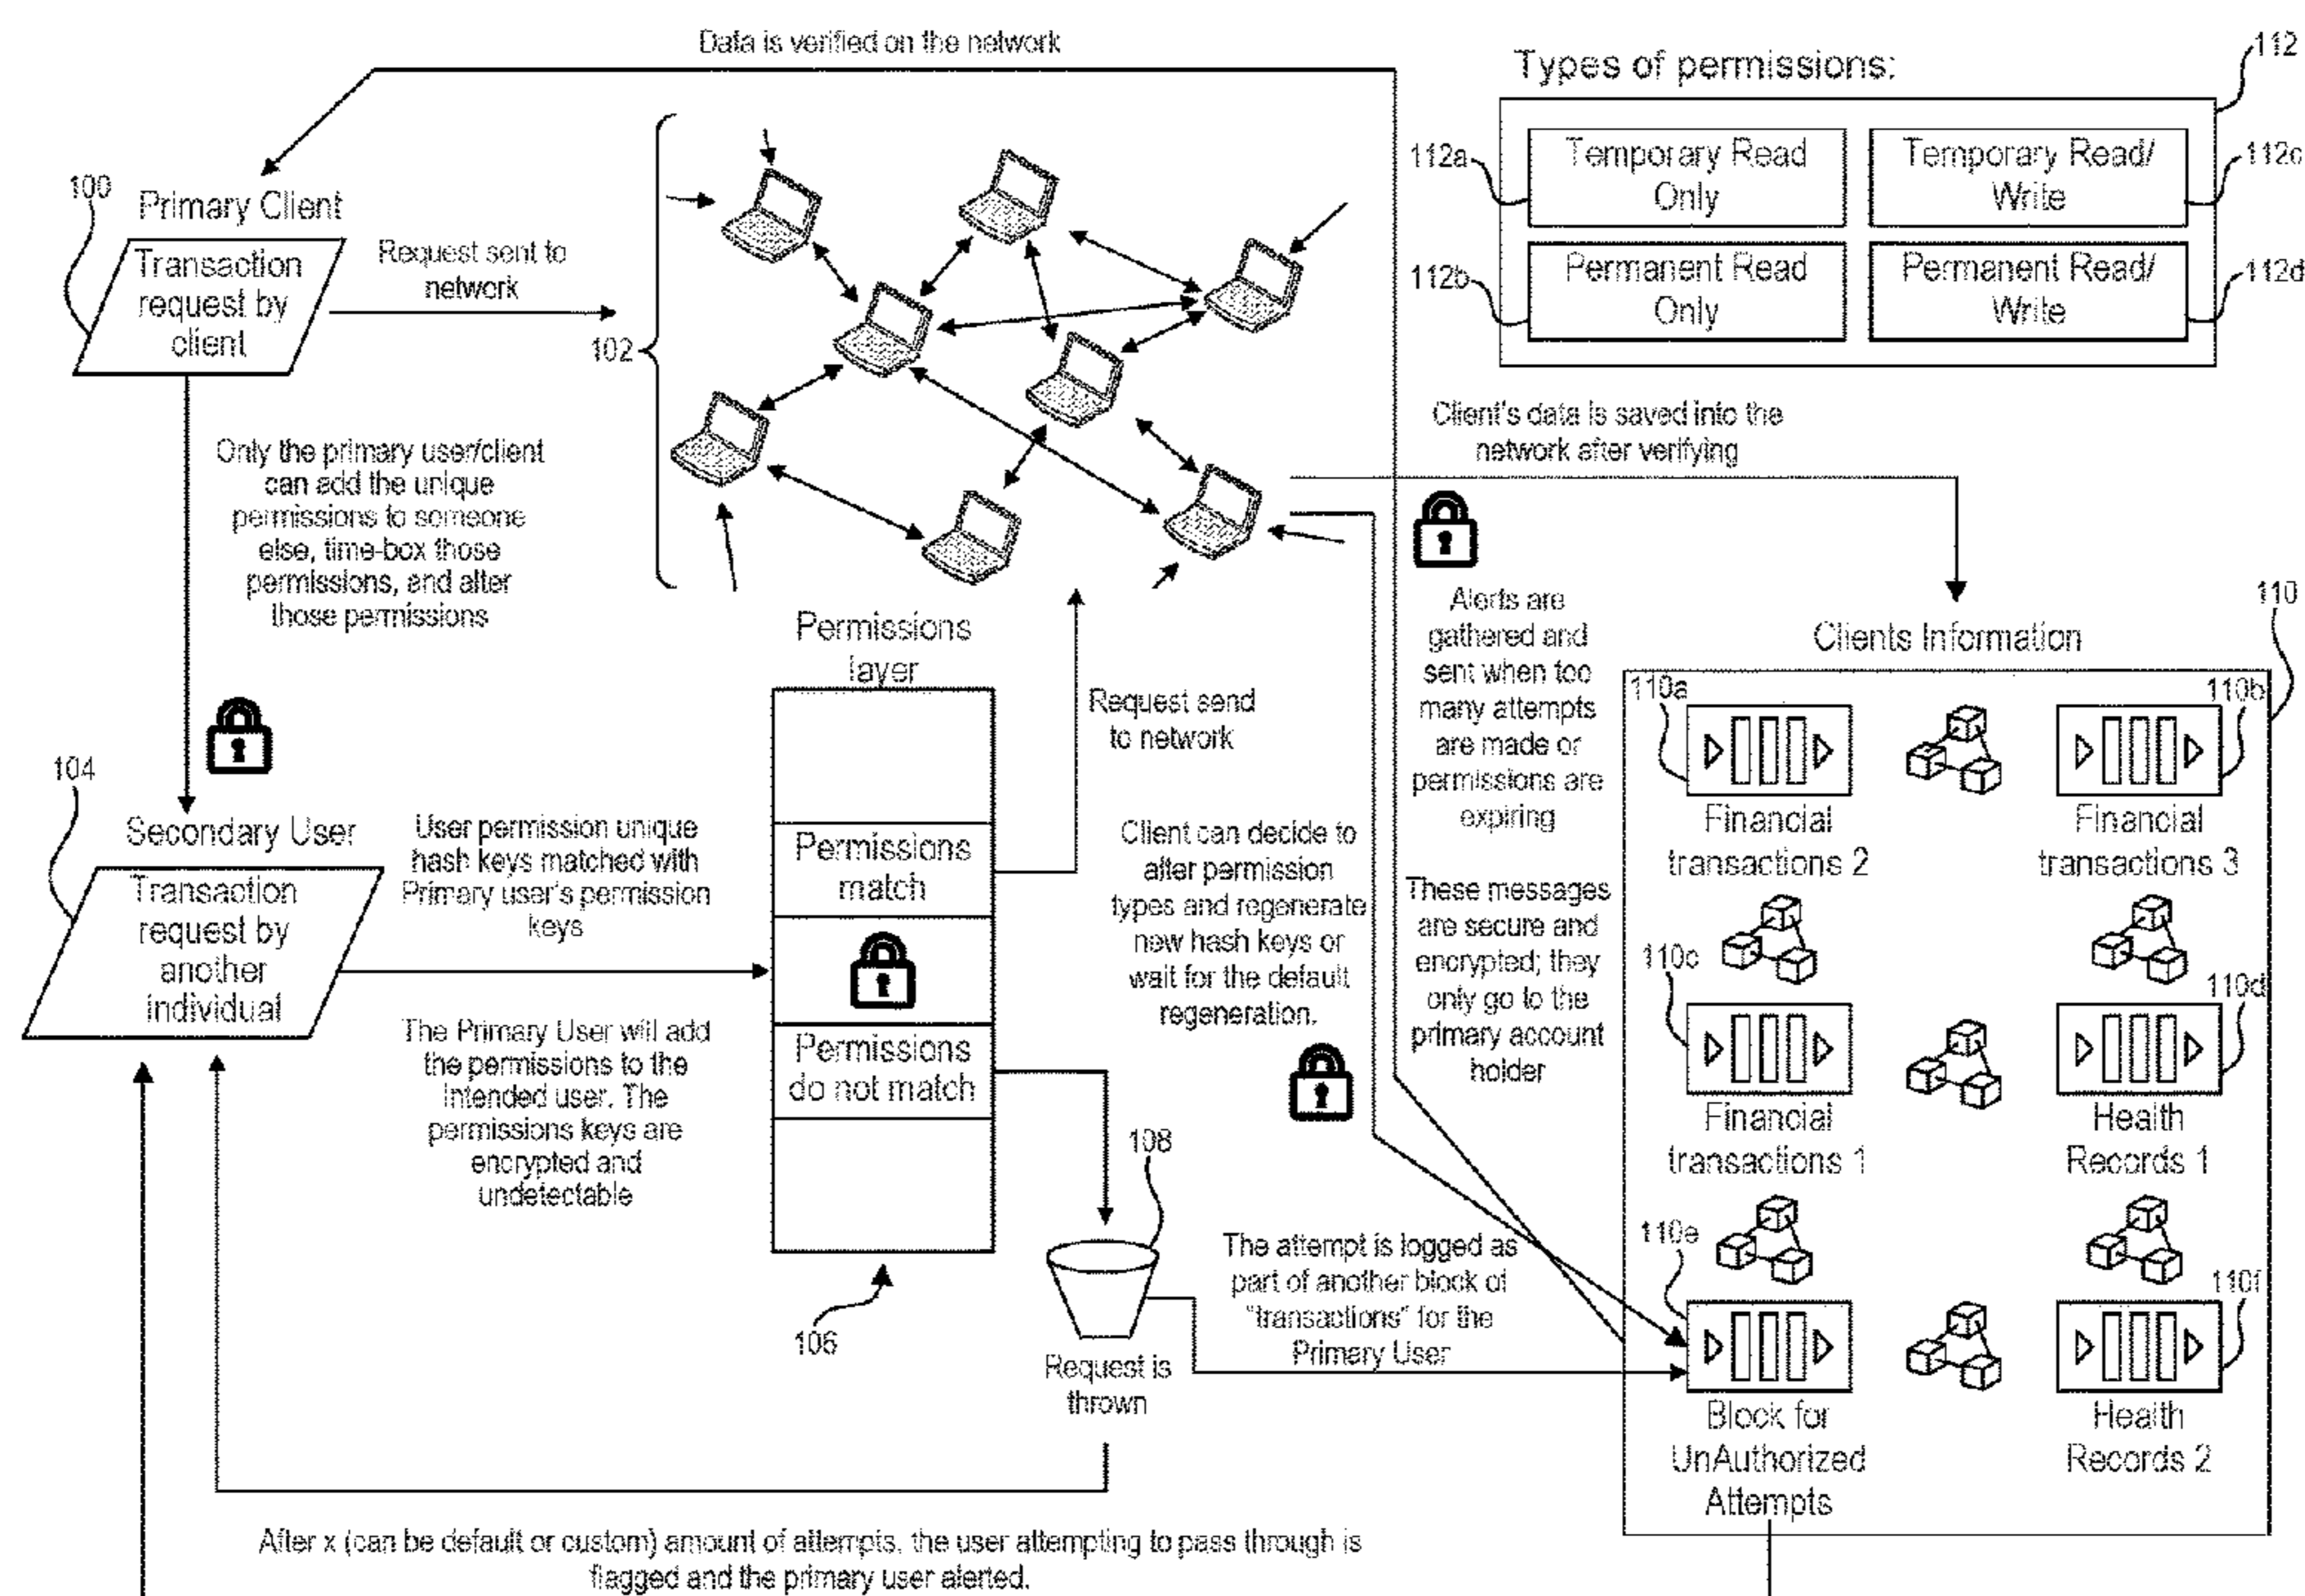 Data is verified on the network
Types of permissions:
112
112a
Temporary Read
Only
Temporary Read/
Write
112c
112b
Permanent Read
Only
Permanent Read/
Write
112d
100
Primary Client
Transaction
request by
client
Request sent to
network
102
Client's data is saved into the
network after verifying
Only the primary user/client
can add the unique
permissions to someone
else, time-box those
permissions, and alter
those permissions
Alerts are
gathered and
sent when too
many attempts
are made or
permissions are
expiring
These messages
are secure and
encrypted; they
only go to the
primary account
holder
Permissions
layer
Request send
to network
Permissions
match
Permissions
do not match
106
104
Secondary User
Transaction
request by
another
individual
User permission unique
hash keys matched with
Primary user's permission
keys
The Primary User will add
the permissions to the
intended user. The
permissions keys are
encrypted and
undetectable
Client can decide to
alter permission
types and regenerate
new hash keys or
wait for the default
regeneration.
108
Request is
thrown
The attempt is logged as
part of another block of
"transactions" for the
Primary User
Clients Information
110
110a
Financial
transactions 2
110b
Financial
transactions 3
110c
Financial
transactions 1
110d
Health
Records 1
110e
Block for
UnAuthorized
Attempts
110f
Health
Records 2
After x (can be default or custom) amount of attempts, the user attempting to pass through is
flagged and the primary user alerted.